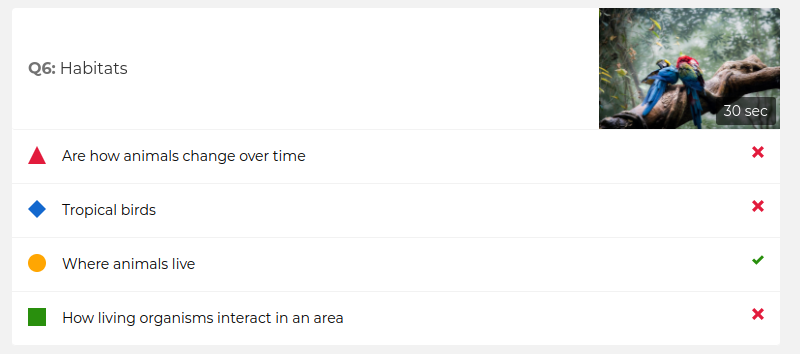 Q6: Habitats
30 sec
Are how animals change over time
Tropical birds
Where animals live
How living organisms interact in an area